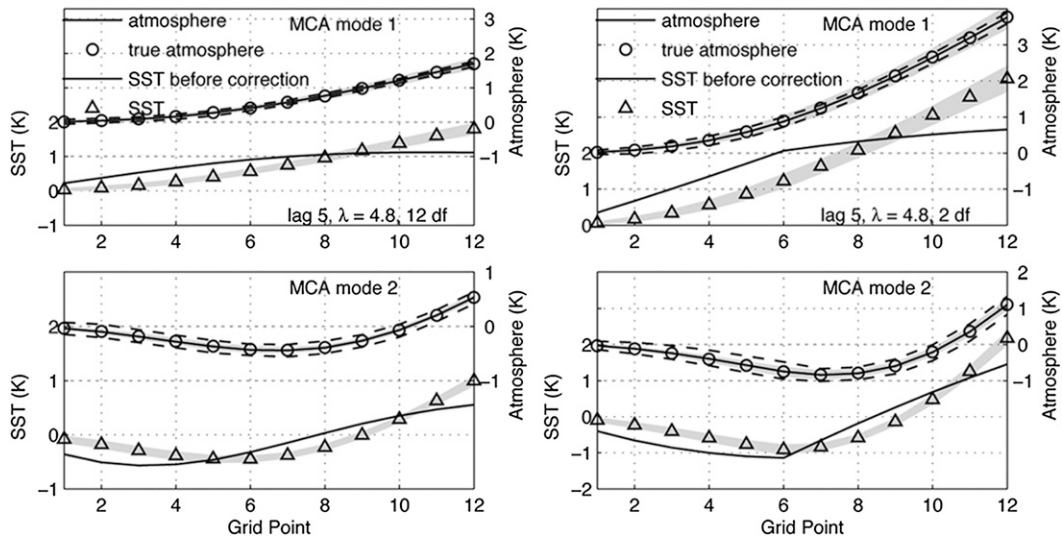 atmosphere
true atmosphere
SST before correction
SST
MCA mode 1
lag 5, λ = 4.8, 12 df
SST (K)
2
1
0
−1
Atmosphere (K)
3
2
1
0
−1
2 4 6 8 10 12
atmosphere
true atmosphere
SST before correction
SST
MCA mode 1
lag 5, λ = 4.8, 2 df
SST (K)
2
1
0
Atmosphere (K)
3
2
1
0
−1
2 4 6 8 10 12
MCA mode 2
SST (K)
2
1
0
−1
Atmosphere (K)
1
0
−1
2 4 6 8 10 12
Grid Point
MCA mode 2
SST (K)
2
1
0
−1
−2
Atmosphere (K)
2
1
0
−1
2 4 6 8 10 12
Grid Point